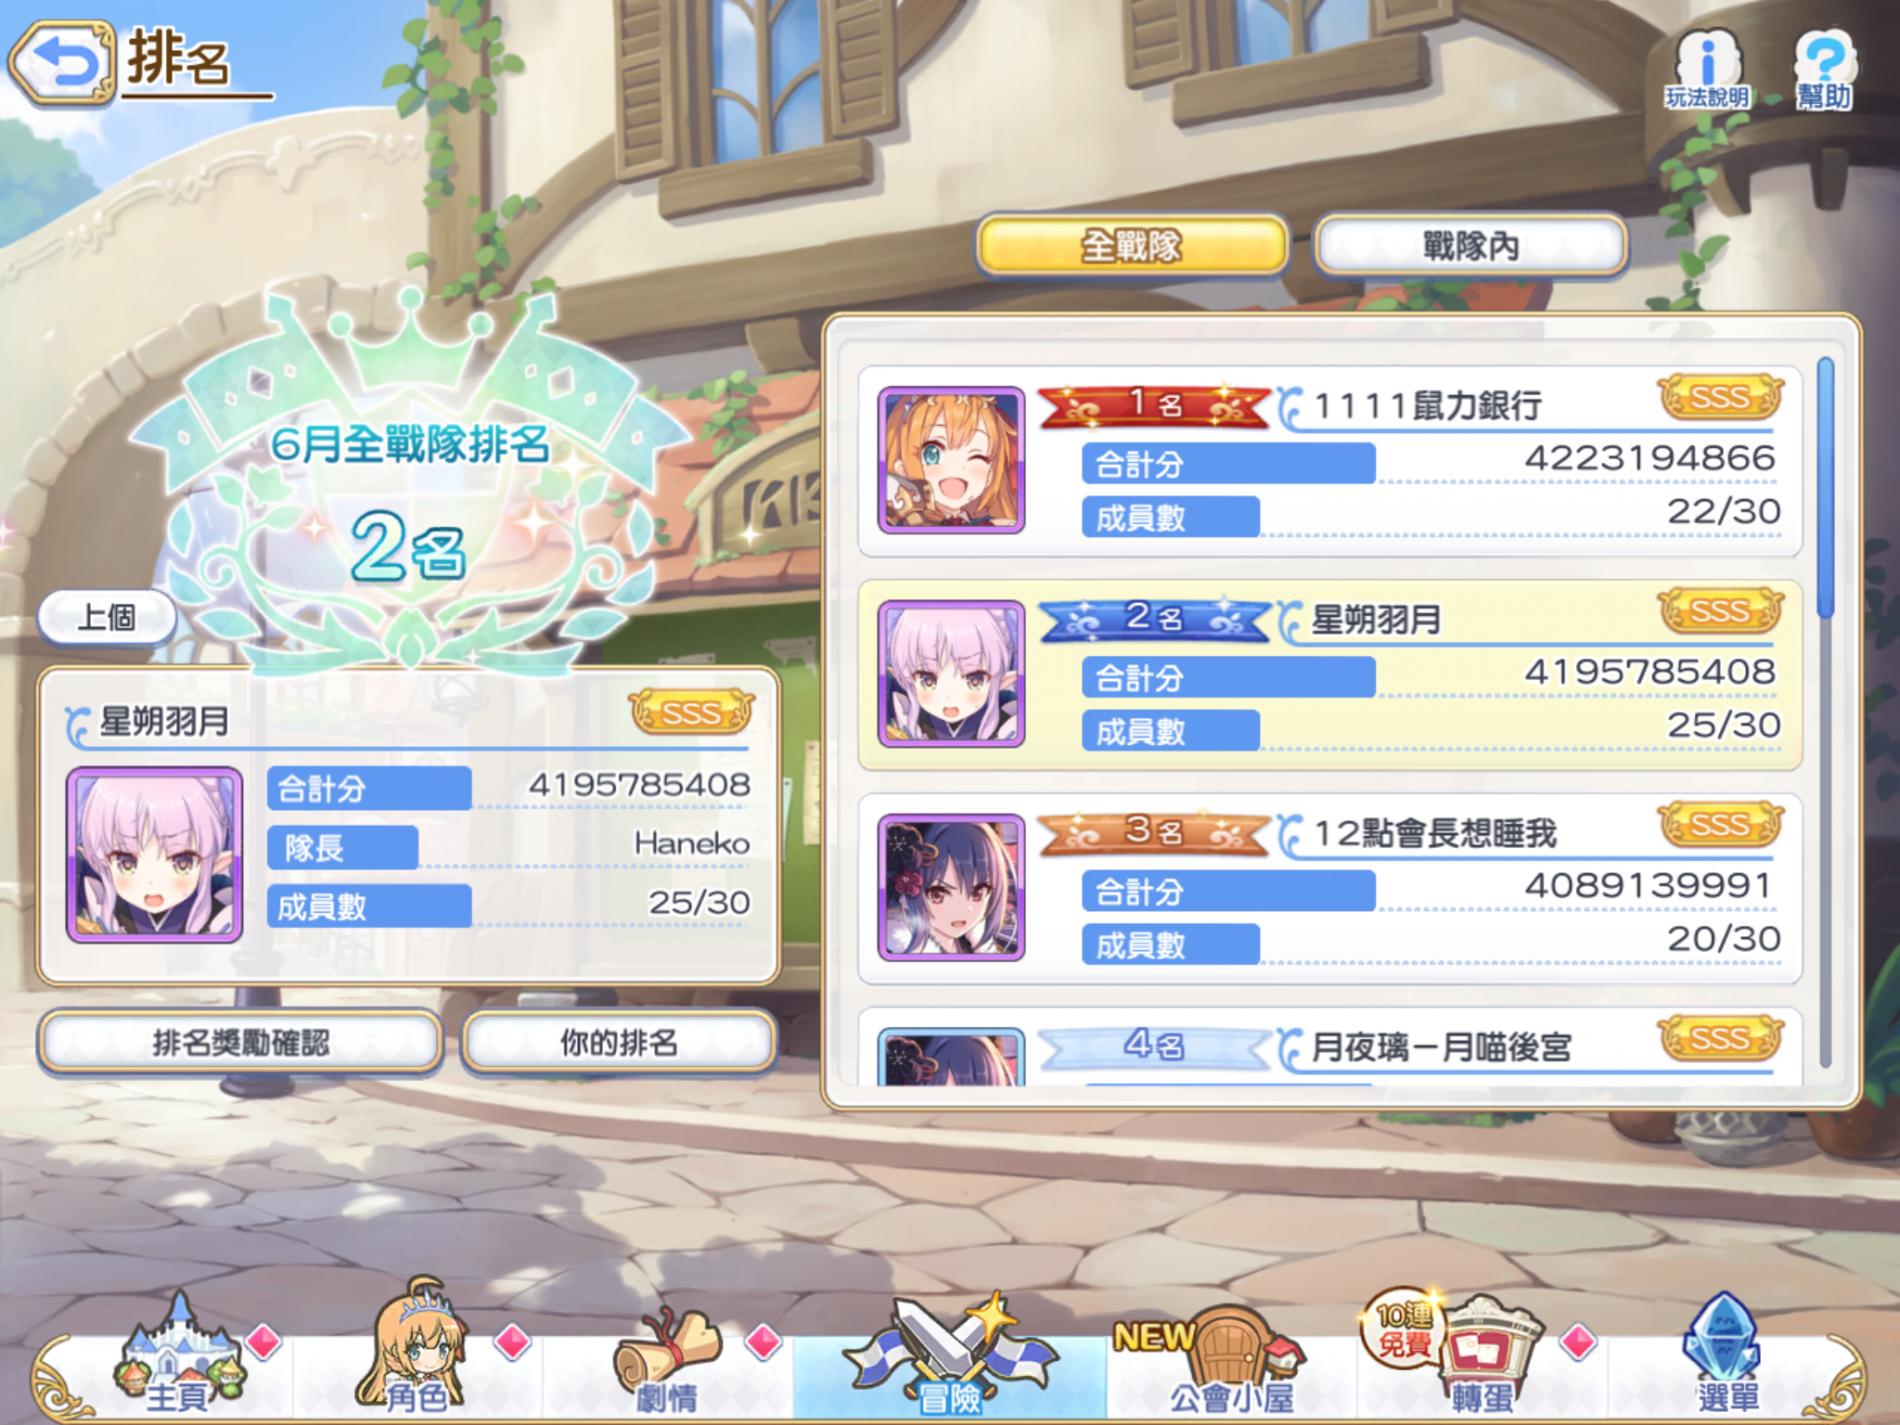 排名
玩法說明
幫助
全戰隊
戰隊內
6月全戰隊排名
2名
上個
星朔羽月
SSS
合計分
4195785408
隊長
Haneko
成員數
25/30
排名獎勵確認
你的排名
1名
1111鼠力銀行
SSS
合計分
4223194866
成員數
22/30
2名
星朔羽月
SSS
合計分
4195785408
成員數
25/30
3名
12點會長想睡我
SSS
合計分
4089139991
成員數
20/30
4名
月夜璃一月喵後宮
SSS
主頁
角色
劇情
冒險
NEW
公會小屋
10連
免費
轉蛋
選單